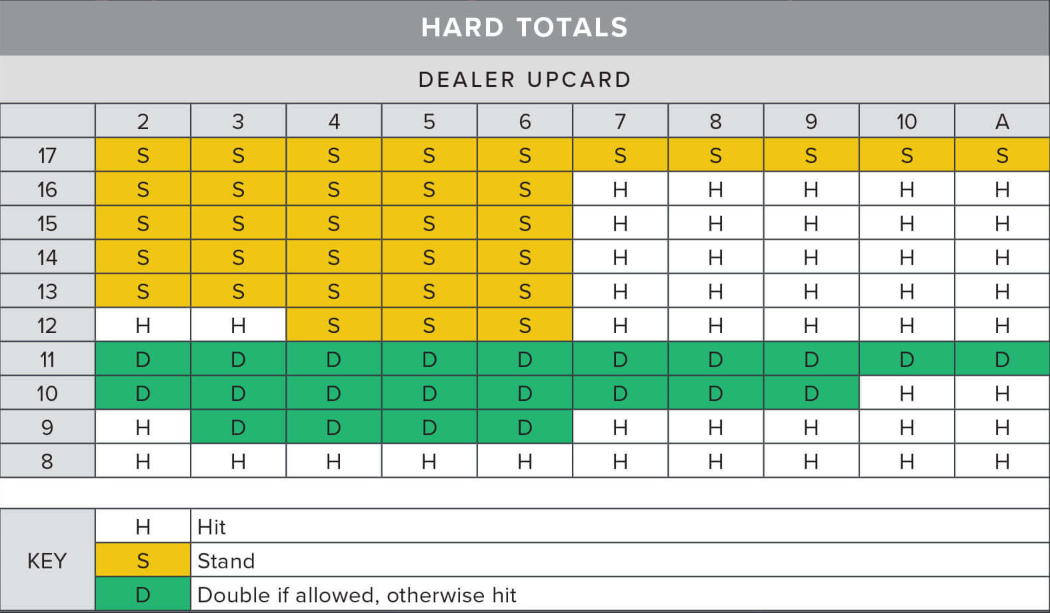 HARD TOTALS
DEALER UPCARD
2 3 4 5 6 7 8 9 10 A
17 S S S S S S S S S S
16 S S S S S H H H H H
15 S S S S S H H H H H
14 S S S S S H H H H H
13 S S S S S H H H H H
12 H H S S S H H H H H
11 D D D D D D D D D D
10 D D D D D D D D H H
9 H D D D D H H H H H
8 H H H H H H H H H H
H Hit
KEY S Stand
D Double if allowed, otherwise hit